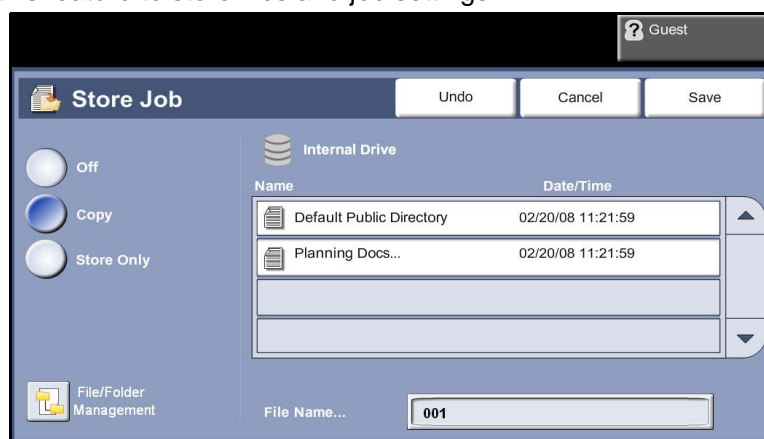 Guest
Store Job
Undo
Cancel
Save
Off
Copy
Store Only
File/Folder
Management
Internal Drive
Name Date/Time
Default Public Directory 02/20/08 11:21:59
Planning Docs... 02/20/08 11:21:59
File Name... 001